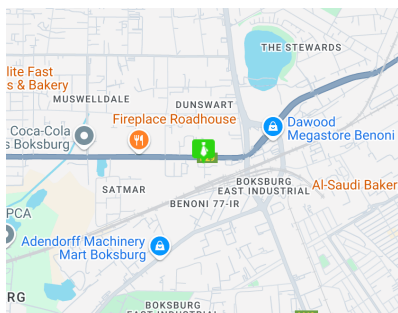 THE STEWARDS
lite Fast
s & Bakery
MUSWELLDALE
DUNSWART
Fireplace Roadhouse
Dawood
Megastore Benoni
Coca-Cola
s Boksburg
SATMAR
BOKSBURG
EAST INDUSTRIAL
Al-Saudi Baker
BENONI 77-IR
PCA
Adendorff Machinery
Mart Boksburg
RG
BOKSBURG
EAST INDUSTRIAL